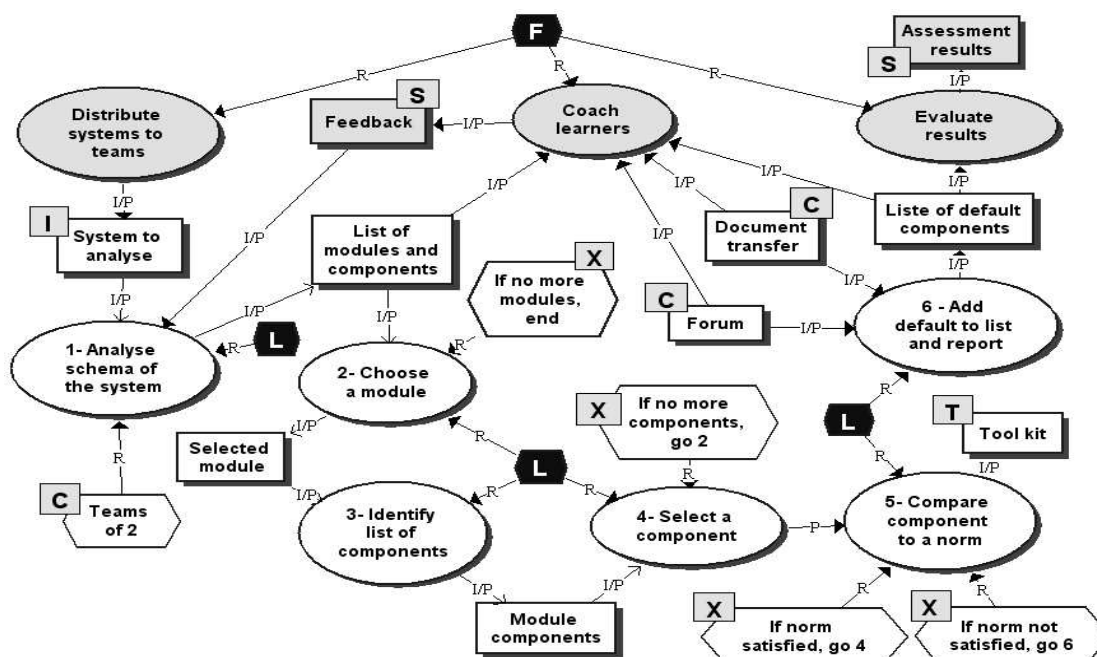 F
Assessment
results
S
R
R
R
S
Distribute
systems to
teams
Feedback
I/P
Coach
learners
I/P
Evaluate
results
I/P
I/P
I/P
I/P
I/P
I
System to
analyse
I/P
List of
modules and
components
I/P
C
Document
transfer
Liste of default
components
X
If no more
modules,
end
I/P
I/P
I/P
I/P
I/P
C
Forum
I/P
6 - Add
default to list
and report
L
R
R
1- Analyse
schema of
the system
2- Choose
a module
X
If no more
components,
go 2
R
L
T
Tool kit
I/P
Selected
module
R
R
R
L
R
R
R
I/P
I/P
C
Teams
of 2
3- Identify
list of
components
4- Select a
component
P
5- Compare
component
to a norm
I/P
I/P
R
R
Module
components
X
If norm
satisfied, go 4
X
If norm not
satisfied, go 6